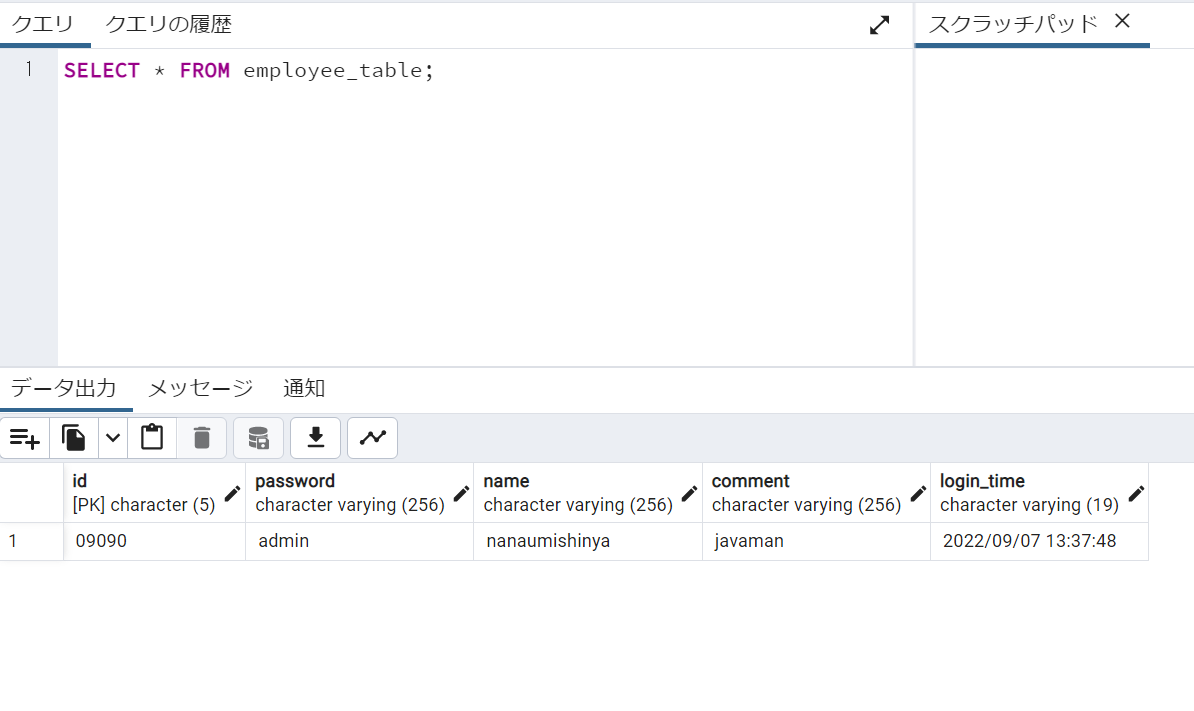 クエリ クエリの履歴 スクラッチパッド ×
1 SELECT * FROM employee_table;
データ出力 メッセージ 通知
id password name comment login_time
[PK] character (5) character varying (256) character varying (256) character varying (256) character varying (19)
1 09090 admin nanaumishinya javaman 2022/09/07 13:37:48